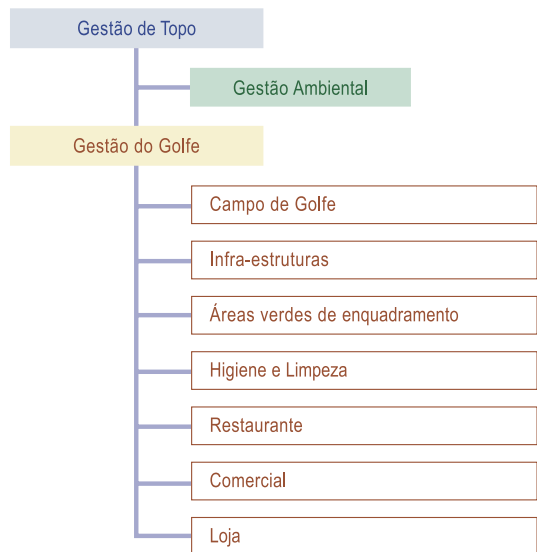 Gestão de Topo
Gestão Ambiental
Gestão do Golfe
Campo de Golfe
Infra-estruturas
Áreas verdes de enquadramento
Higiene e Limpeza
Restaurante
Comercial
Loja